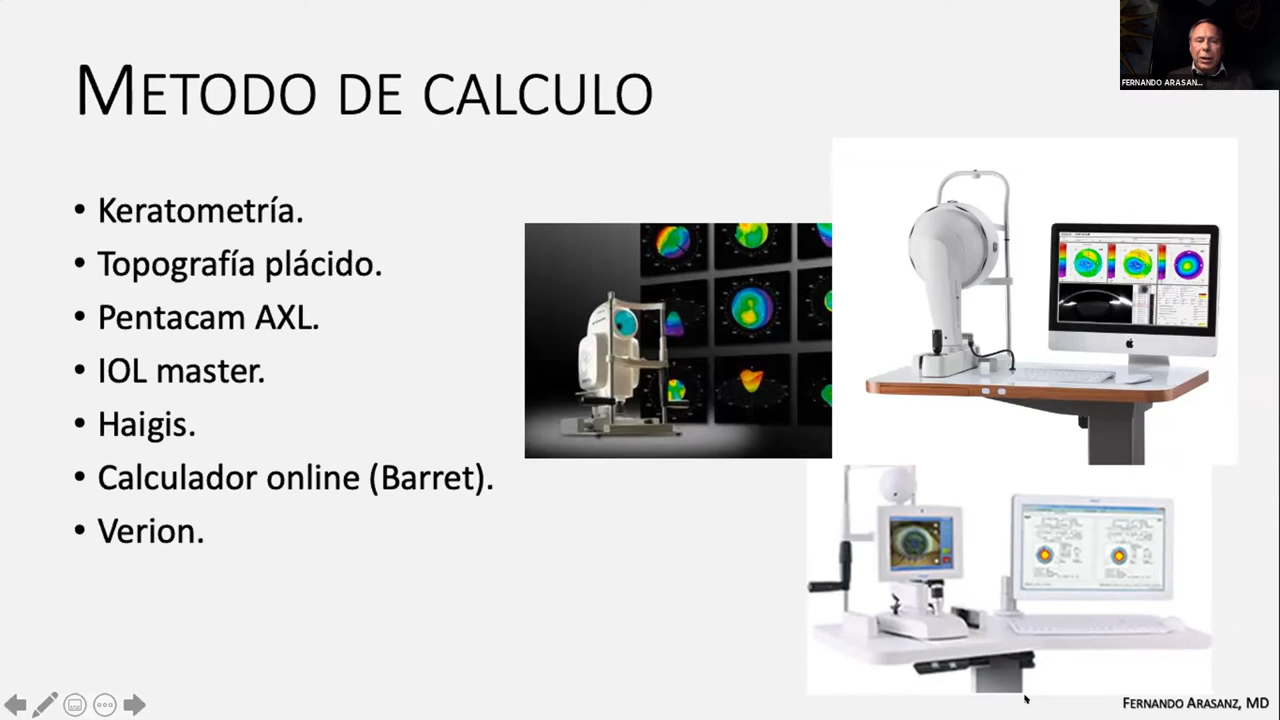 METODO DE CALCULO
FERNANDO ARASAN...
• Keratometría.
• Topografía plácido.
• Pentacam AXL.
• IOL master.
• Haigis.
• Calculador online (Barret).
• Verion.
FERNANDO ARASANZ, MD